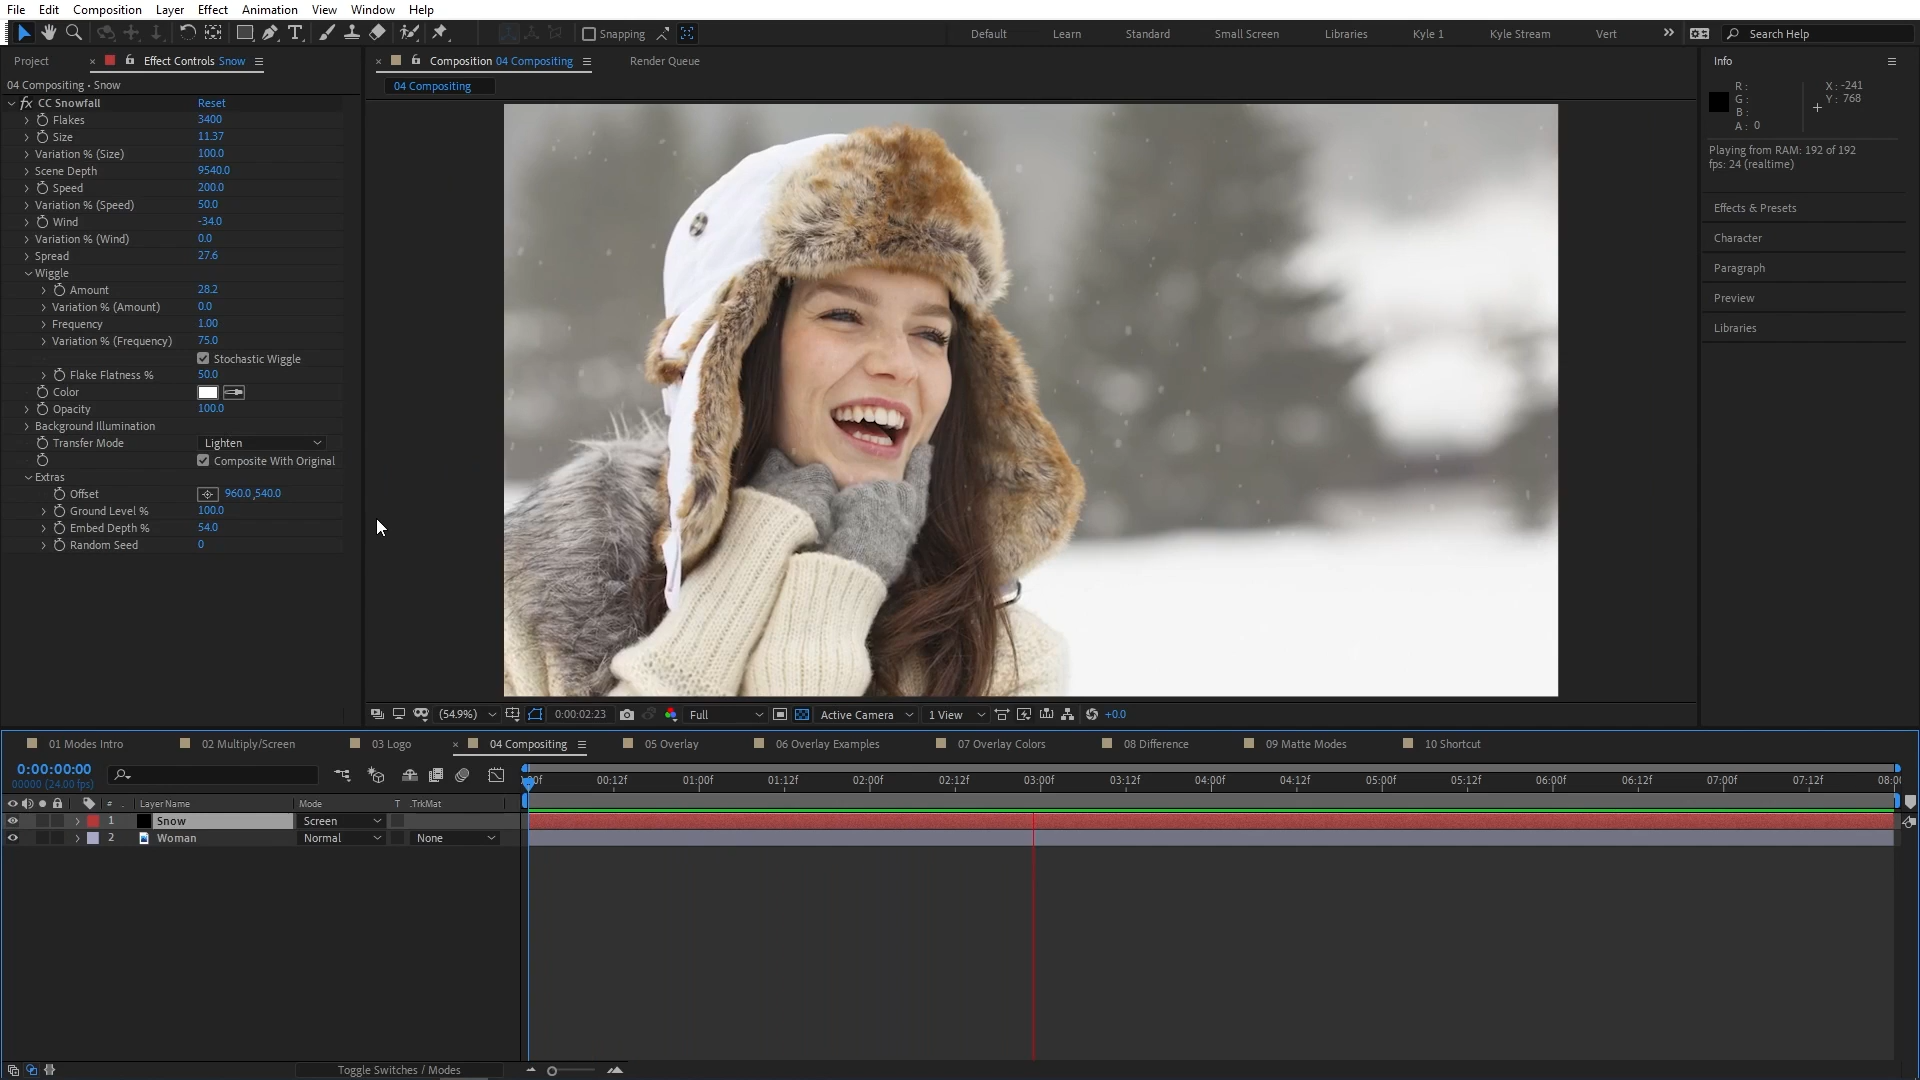 File Edit Composition Layer Effect Animation View Window Help
Snapping Default Learn Standard Small Screen Libraries Kyle 1 Kyle Stream Vert Search Help
Project × Effect Controls Snow
× Composition 04 Compositing Render Queue
Info
04 Compositing • Snow
04 Compositing
fx CC Snowfall Reset
Flakes 3400
Size 11.37
Variation % (Size) 100.0
Scene Depth 9540.0
Speed 200.0
Variation % (Speed) 50.0
Wind -34.0
Variation % (Wind) 0.0
Spread 27.6
Wiggle
Amount 28.2
Variation % (Amount) 0.0
Frequency 1.00
Variation % (Frequency) 75.0
Stochastic Wiggle
Flake Flatness % 50.0
Color
Opacity 100.0
Background Illumination
Transfer Mode Lighten
Composite With Original
Extras
Offset 960.0,540.0
Ground Level % 100.0
Embed Depth % 54.0
Random Seed 0
R : X : -241
G : Y : 768
B :
A : 0
Playing from RAM: 192 of 192
fps: 24 (realtime)
Effects & Presets
Character
Paragraph
Preview
Libraries
(54.9%) 0:00:02:23 Full Active Camera 1 View +0.0
01 Modes Intro 02 Multiply/Screen 03 Logo × 04 Compositing 05 Overlay 06 Overlay Examples 07 Overlay Colors 08 Difference 09 Matte Modes 10 Shortcut
0:00:00:00
00000 (24.00 fps)
00:12f 01:00f 01:12f 02:00f 02:12f 03:00f 03:12f 04:00f 04:12f 05:00f 05:12f 06:00f 06:12f 07:00f 07:12f
# Layer Name Mode T .TrkMat
1 Snow Screen
2 Woman Normal None
Toggle Switches / Modes